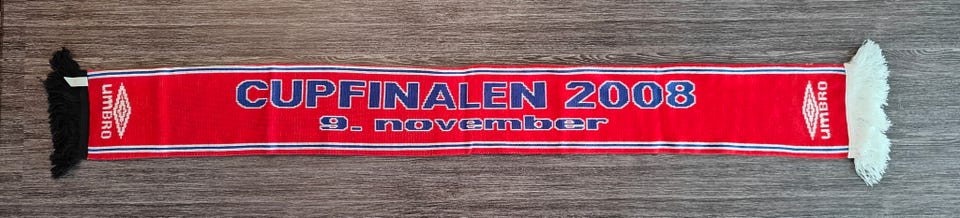 UMBRO
CUPFINALEN 2008
9. november
UMBRO